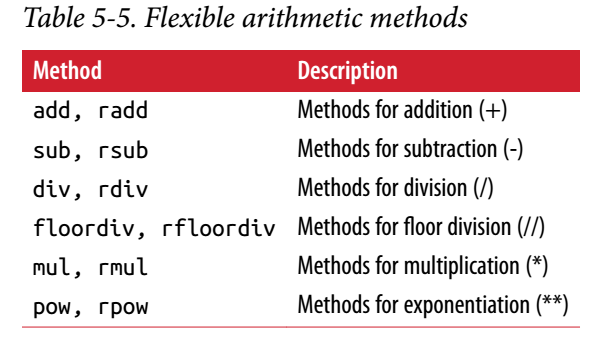 Table 5-5. Flexible arithmetic methods
Method Description
add, radd Methods for addition (+)
sub, rsub Methods for subtraction (-)
div, rdiv Methods for division (/)
floordiv, rfloordiv Methods for floor division (//)
mul, rmul Methods for multiplication (*)
pow, rpow Methods for exponentiation (**)